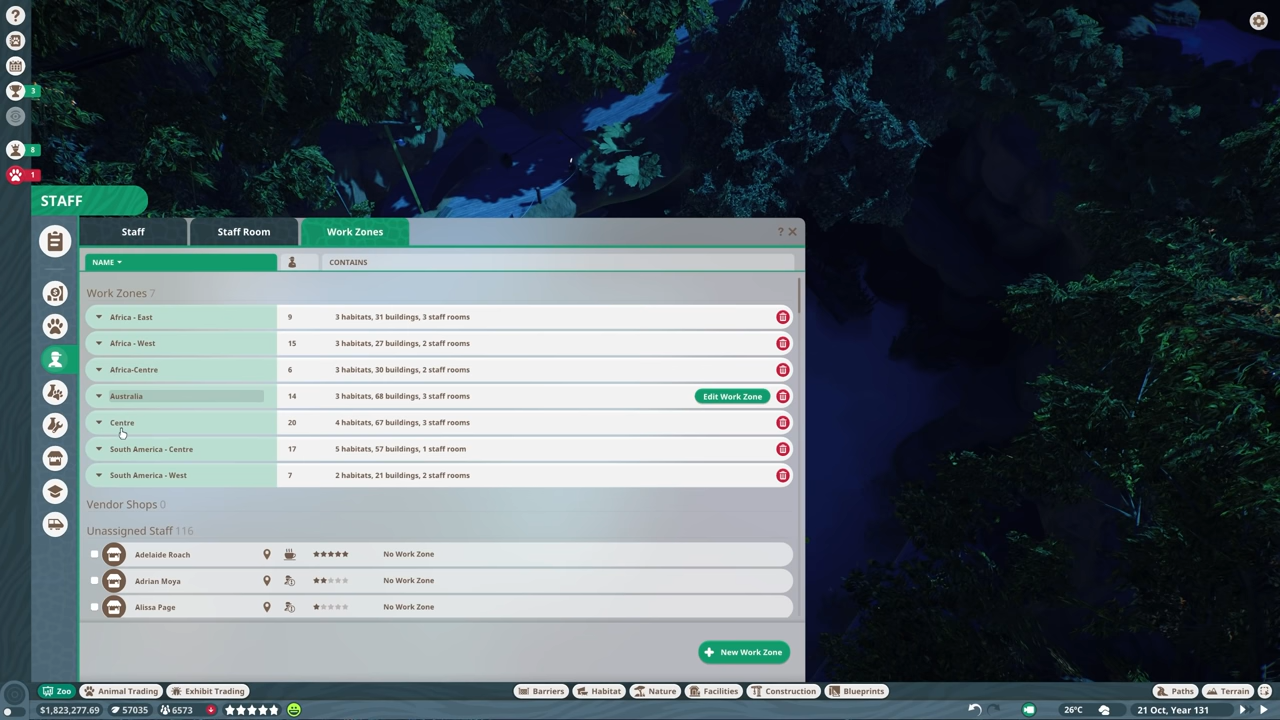 ?
3
8
1
STAFF
Staff
Staff Room
Work Zones
?
NAME
CONTAINS
Work Zones 7
Africa - East 9 3 habitats, 31 buildings, 3 staff rooms
Africa - West 15 3 habitats, 27 buildings, 2 staff rooms
Africa-Centre 6 3 habitats, 30 buildings, 2 staff rooms
Australia 14 3 habitats, 68 buildings, 3 staff rooms Edit Work Zone
Centre 20 4 habitats, 67 buildings, 3 staff rooms
South America - Centre 17 5 habitats, 57 buildings, 1 staff room
South America - West 7 2 habitats, 21 buildings, 2 staff rooms
Vendor Shops 0
Unassigned Staff 116
Adelaide Roach No Work Zone
Adrian Moya No Work Zone
Alissa Page No Work Zone
New Work Zone
Zoo Animal Trading Exhibit Trading Barriers Habitat Nature Facilities Construction Blueprints Paths Terrain
$1,823,277.69 57035 6573 26°C 21 Oct, Year 131